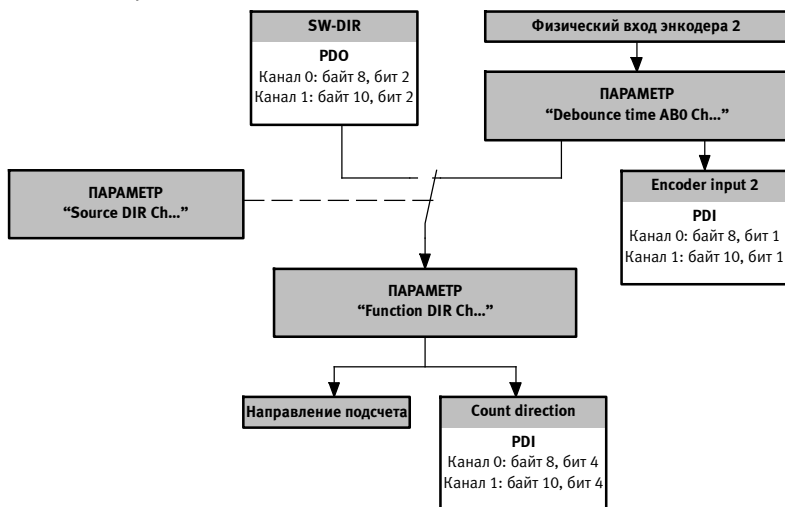 SW-DIR
PDO
Канал 0: байт 8, бит 2
Канал 1: байт 10, бит 2
Физический вход энкодера 2
ПАРАМЕТР
“Debounce time AB0 Ch...”
ПАРАМЕТР
“Source DIR Ch...”
Encoder input 2
PDI
Канал 0: байт 8, бит 1
Канал 1: байт 10, бит 1
ПАРАМЕТР
“Function DIR Ch...”
Направление подсчета
Count direction
PDI
Канал 0: байт 8, бит 4
Канал 1: байт 10, бит 4